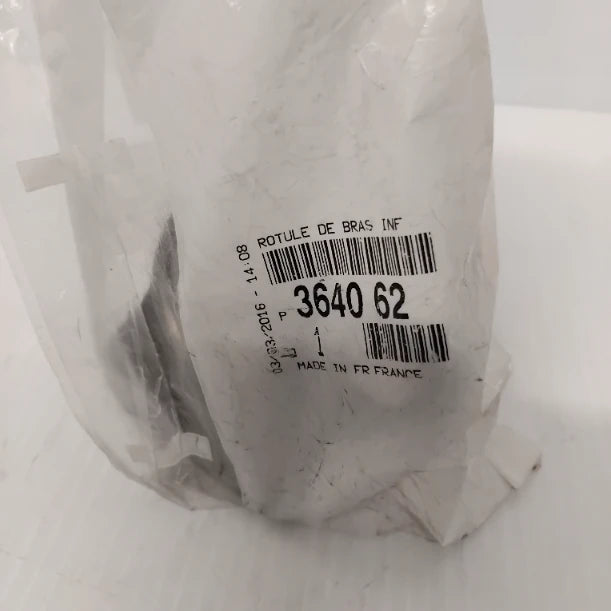 ROTULE DE BRAS INF
03/03/2016 - 14:08
P 3640 62
1
MADE IN FR FRANCE